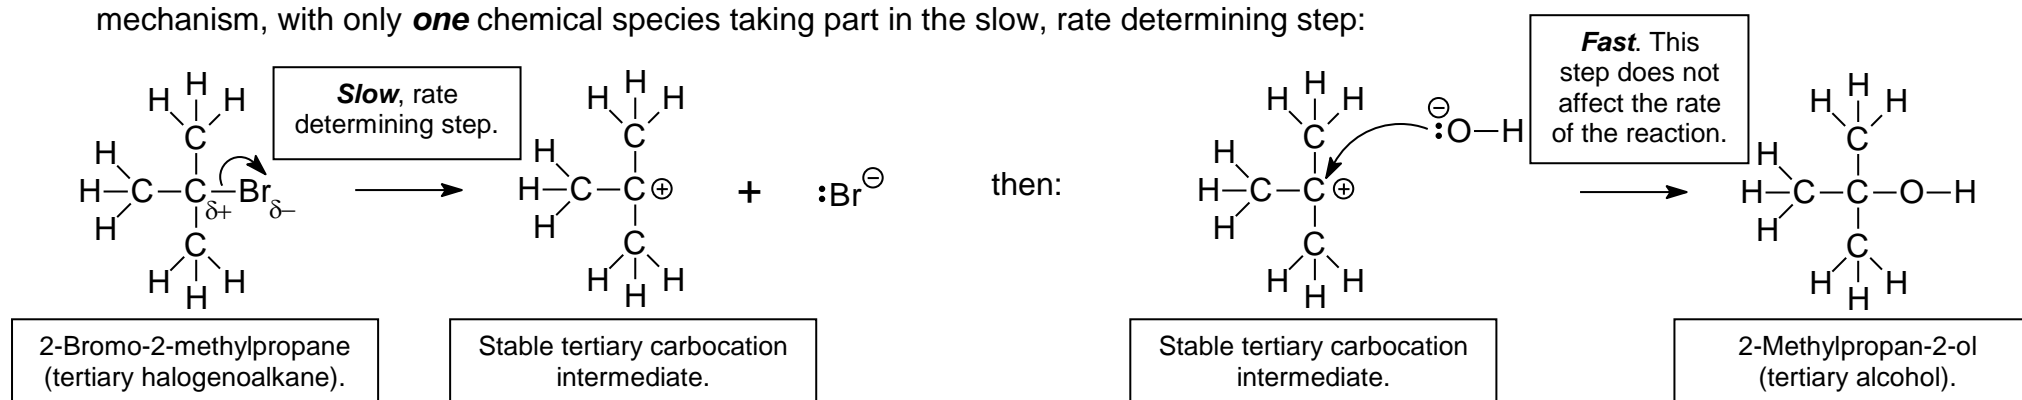 mechanism, with only one chemical species taking part in the slow, rate determining step:
Slow, rate
determining step.
Fast. This
step does not
affect the rate
of the reaction.
H
H H
C
H
H C C Br
δ+ δ−
H
C
H H
H
H
H H
C
H
H C C ⊕
H
C
H H
H
+
:Br⊖
then:
H
H H
C
H
H C C ⊕
H
C
H H
H
⊖
:O H
H
H H
C
H
H C C O H
H
C
H H
H
2-Bromo-2-methylpropane
(tertiary halogenoalkane).
Stable tertiary carbocation
intermediate.
Stable tertiary carbocation
intermediate.
2-Methylpropan-2-ol
(tertiary alcohol).